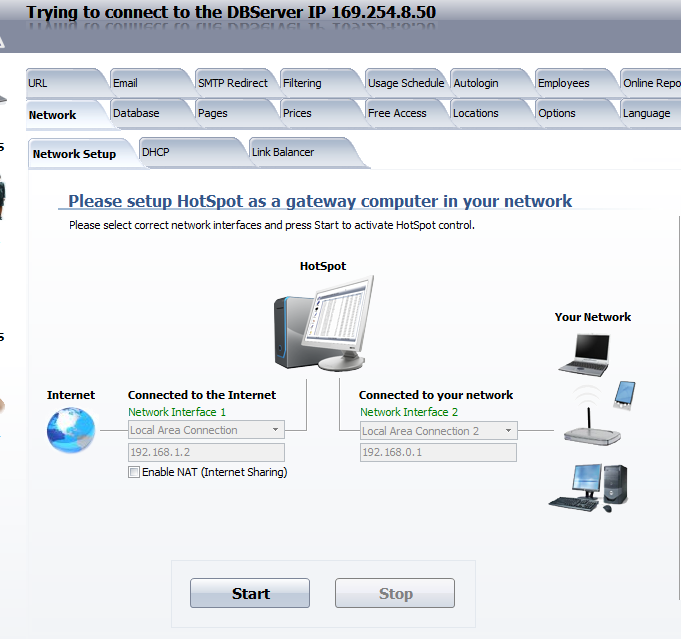 Trying to connect to the DBServer IP 169.254.8.50
URL Email SMTP Redirect Filtering Usage Schedule Autologin Employees Online Repo
Network Database Pages Prices Free Access Locations Options Language
Network Setup DHCP Link Balancer
Please setup HotSpot as a gateway computer in your network
Please select correct network interfaces and press Start to activate HotSpot control.
HotSpot
Your Network
Internet
Connected to the Internet
Network Interface 1
Local Area Connection
192.168.1.2
Enable NAT (Internet Sharing)
Connected to your network
Network Interface 2
Local Area Connection 2
192.168.0.1
Start Stop